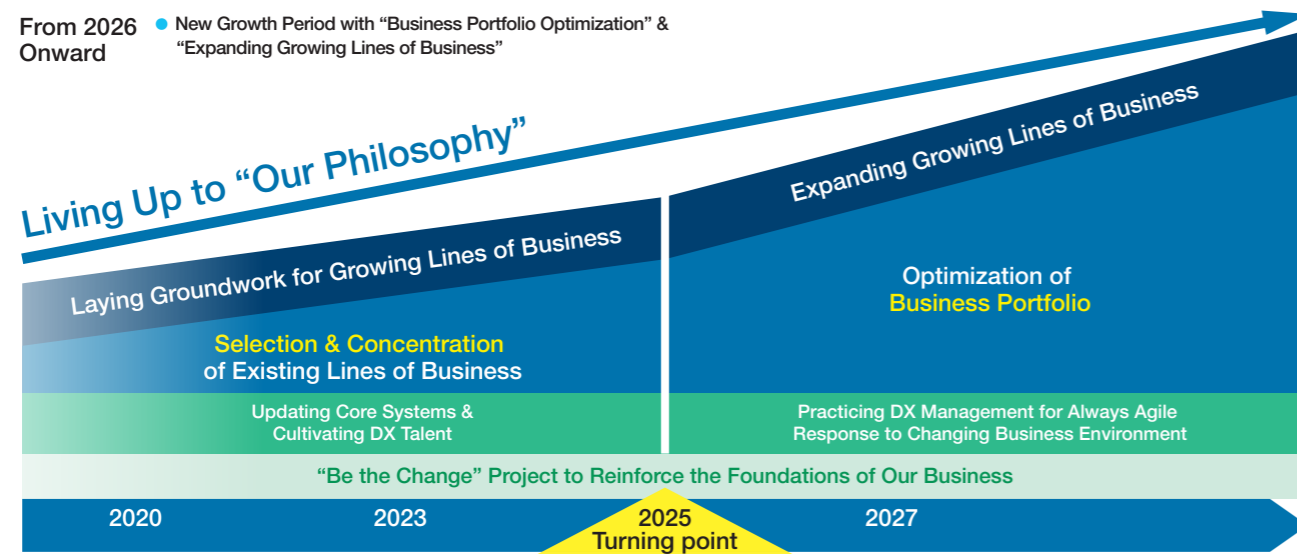 From 2026
Onward
New Growth Period with “Business Portfolio Optimization” &
“Expanding Growing Lines of Business”
Living Up to “Our Philosophy”
Expanding Growing Lines of Business
Laying Groundwork for Growing Lines of Business
Optimization of
Business Portfolio
Selection & Concentration
of Existing Lines of Business
Updating Core Systems &
Cultivating DX Talent
Practicing DX Management for Always Agile
Response to Changing Business Environment
“Be the Change” Project to Reinforce the Foundations of Our Business
2020 2023 2025 2027
Turning point